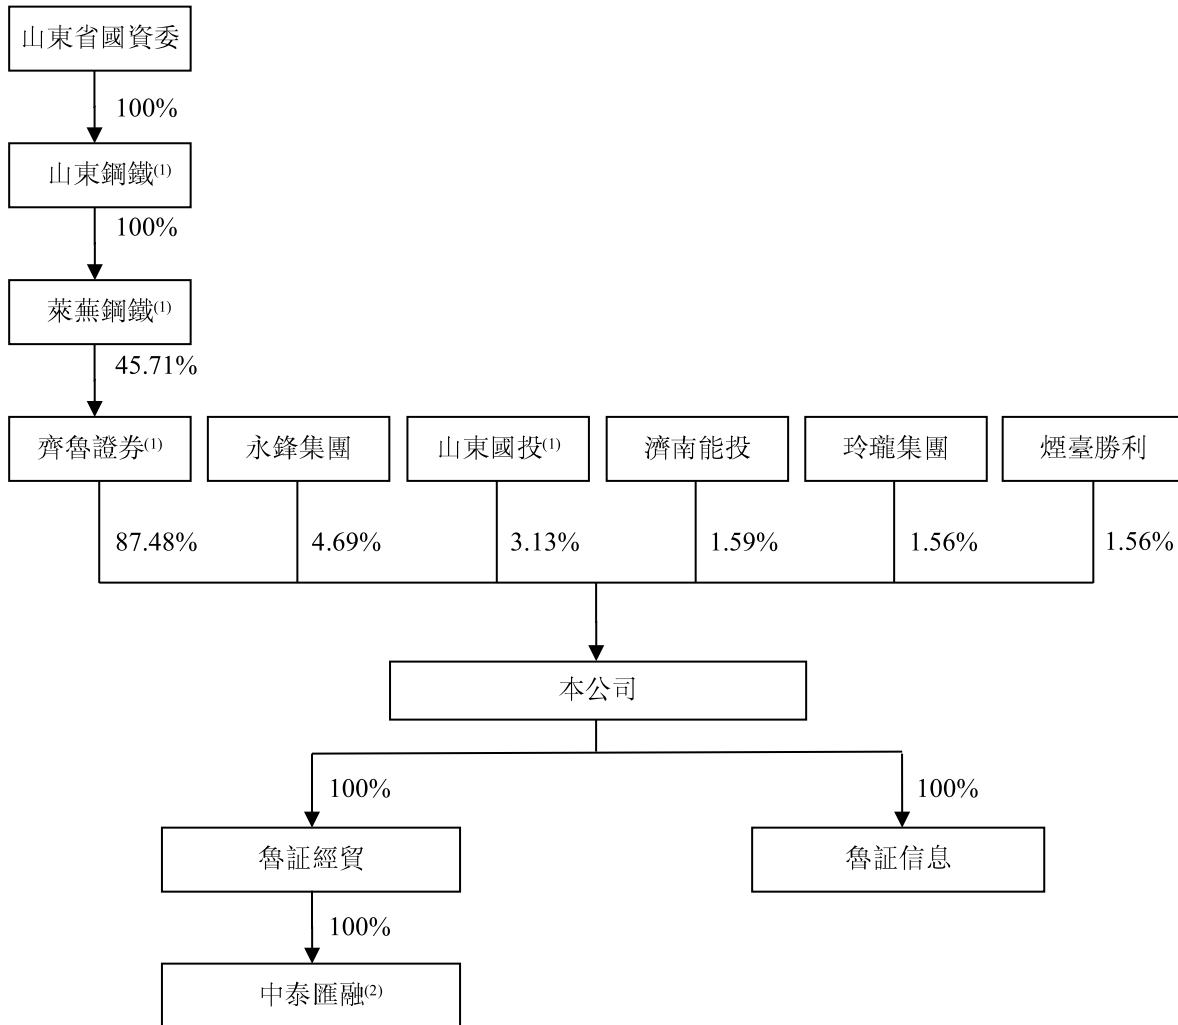 山東省國資委
100%
山東鋼鐵(1)
100%
萊蕪鋼鐵(1)
45.71%
齊魯證券(1)
永鋒集團
山東國投(1)
濟南能投
玲瓏集團
煙臺勝利
87.48%
4.69%
3.13%
1.59%
1.56%
1.56%
本公司
100%
100%
魯証經貿
魯証信息
100%
中泰匯融(2)